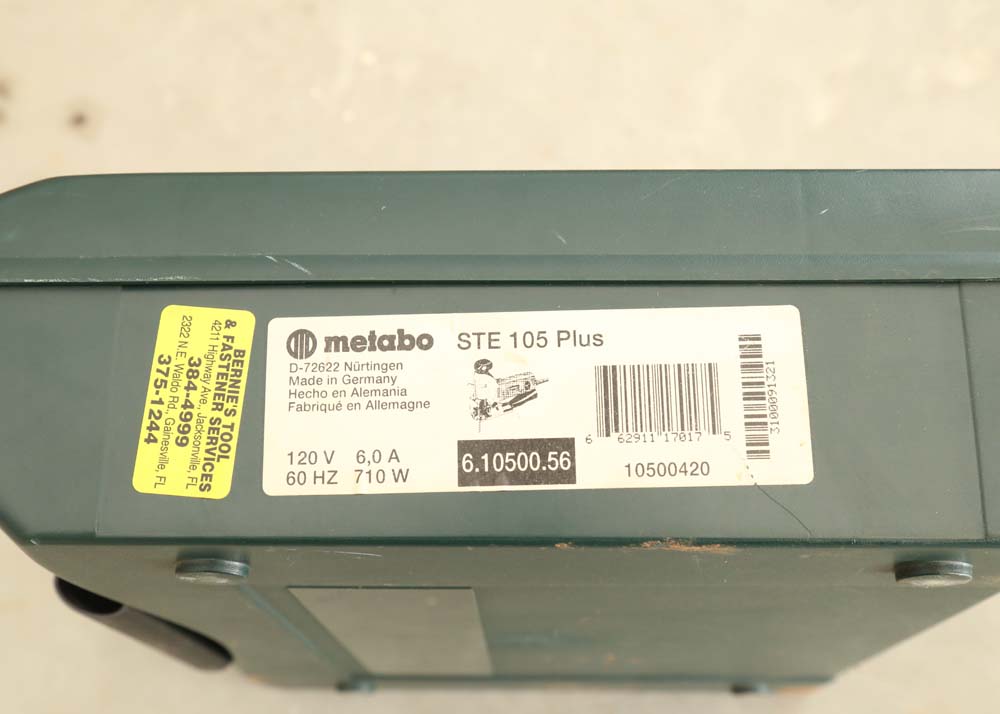 BERNIE'S TOOL
& FASTENER SERVICES
4211 Highway Ave., Jacksonville, FL
384-4999
2322 N.E. Waldo Rd., Gainesville, FL
375-1244
metabo STE 105 Plus
D-72622 Nürtingen
Made in Germany
Hecho en Alemania
Fabriqué en Allemagne
120 V 6,0 A
60 HZ 710 W
6.10500.56
6 62911 17017 5
10500420
3100091321